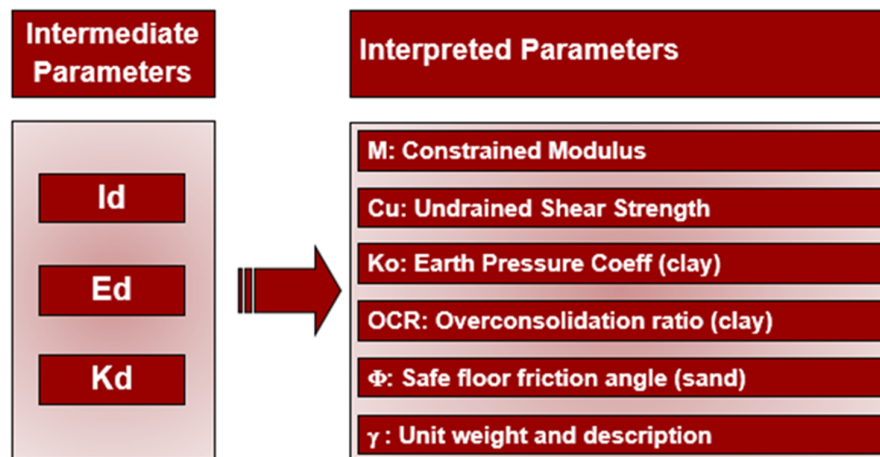 Intermediate
Parameters
Interpreted Parameters
Id
Ed
Kd
M: Constrained Modulus
Cu: Undrained Shear Strength
Ko: Earth Pressure Coeff (clay)
OCR: Overconsolidation ratio (clay)
Φ: Safe floor friction angle (sand)
γ : Unit weight and description